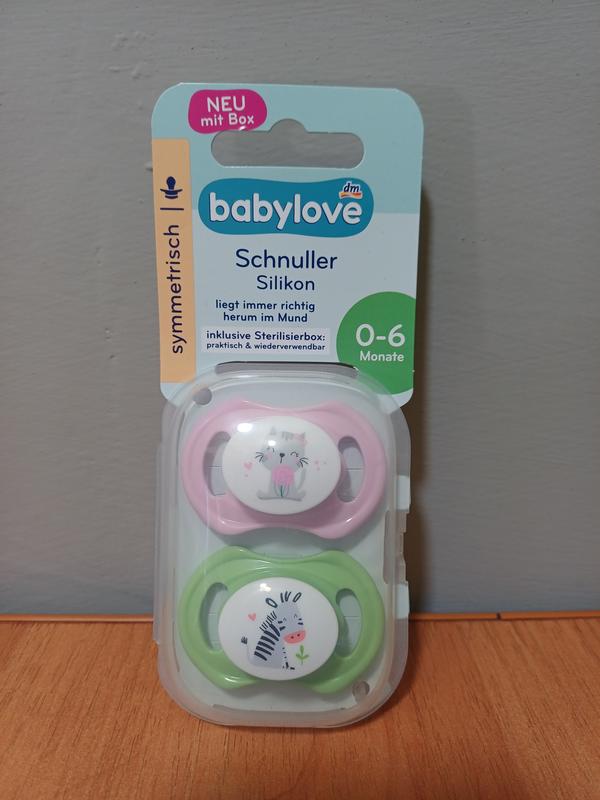 NEU
mit Box
symmetrisch
dm
babylove
Schnuller
Silikon
liegt immer richtig
herum im Mund
inklusive Sterilisierbox:
praktisch & wiederverwendbar
0-6
Monate